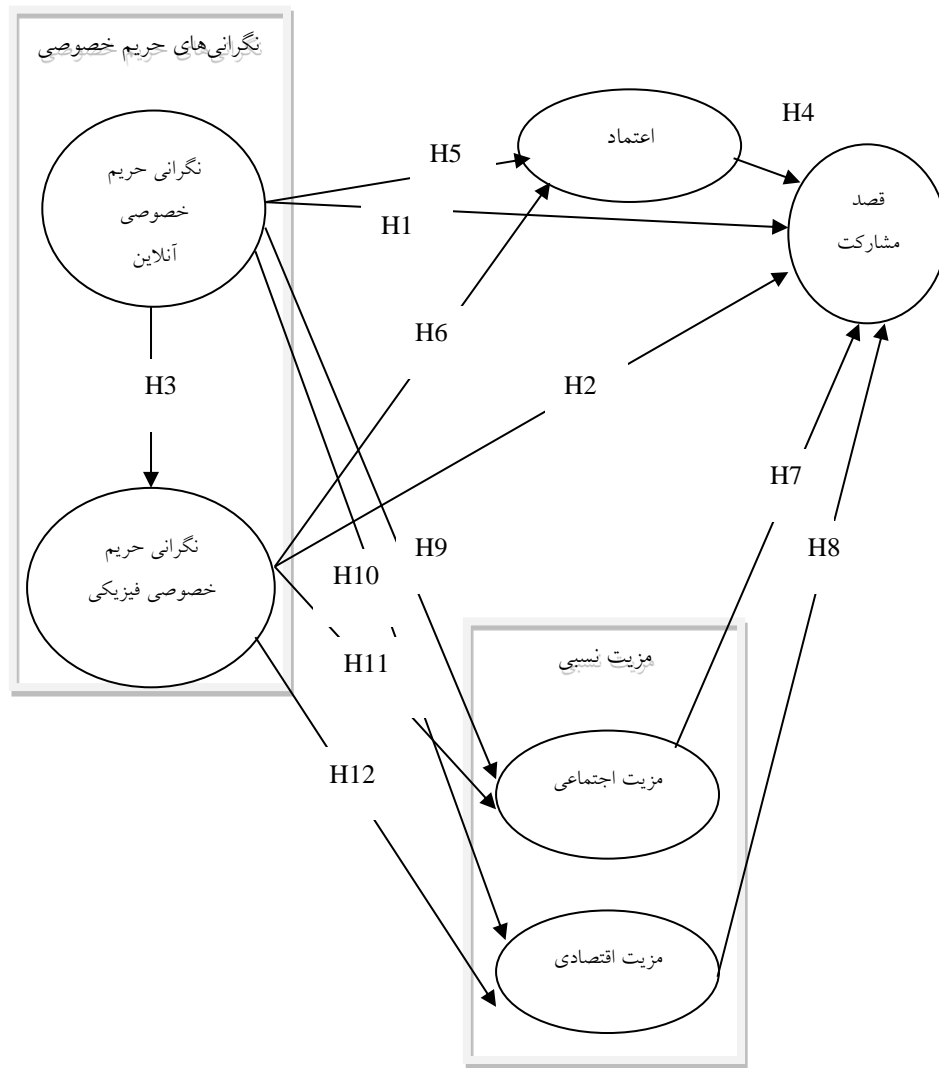 نگرانی‌های حریم خصوصی
اعتماد
H4
نگرانی حریم
خصوصی
آنلاین
H5
قصد
مشارکت
H1
H6
H3
H2
H7
نگرانی حریم
خصوصی فیزیکی
H9
H8
H10
H11
مزیت نسبی
H12
مزیت اجتماعی
مزیت اقتصادی